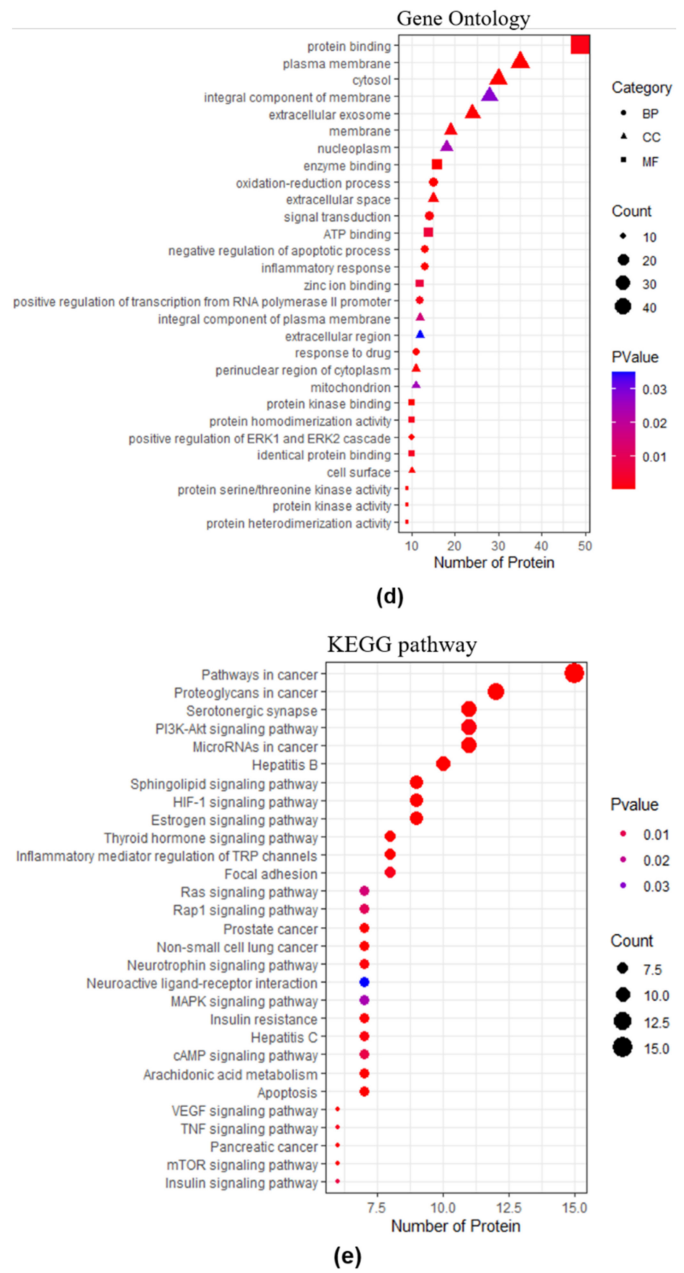 Gene Ontology
protein binding
plasma membrane
cytosol
integral component of membrane
extracellular exosome
membrane
nucleoplasm
enzyme binding
oxidation-reduction process
extracellular space
signal transduction
ATP binding
negative regulation of apoptotic process
inflammatory response
zinc ion binding
positive regulation of transcription from RNA polymerase II promoter
integral component of plasma membrane
extracellular region
response to drug
perinuclear region of cytoplasm
mitochondrion
protein kinase binding
protein homodimerization activity
positive regulation of ERK1 and ERK2 cascade
identical protein binding
cell surface
protein serine/threonine kinase activity
protein kinase activity
protein heterodimerization activity
10 20 30 40 50
Number of Protein
Category
BP
CC
MF
Count
10
20
30
40
PValue
0.03
0.02
0.01
(d)
KEGG pathway
Pathways in cancer
Proteoglycans in cancer
Serotonergic synapse
PI3K-Akt signaling pathway
MicroRNAs in cancer
Hepatitis B
Sphingolipid signaling pathway
HIF-1 signaling pathway
Estrogen signaling pathway
Thyroid hormone signaling pathway
Inflammatory mediator regulation of TRP channels
Focal adhesion
Ras signaling pathway
Rap1 signaling pathway
Prostate cancer
Non-small cell lung cancer
Neurotrophin signaling pathway
Neuroactive ligand-receptor interaction
MAPK signaling pathway
Insulin resistance
Hepatitis C
cAMP signaling pathway
Arachidonic acid metabolism
Apoptosis
VEGF signaling pathway
TNF signaling pathway
Pancreatic cancer
mTOR signaling pathway
Insulin signaling pathway
7.5 10.0 12.5 15.0
Number of Protein
Pvalue
0.01
0.02
0.03
Count
7.5
10.0
12.5
15.0
(e)